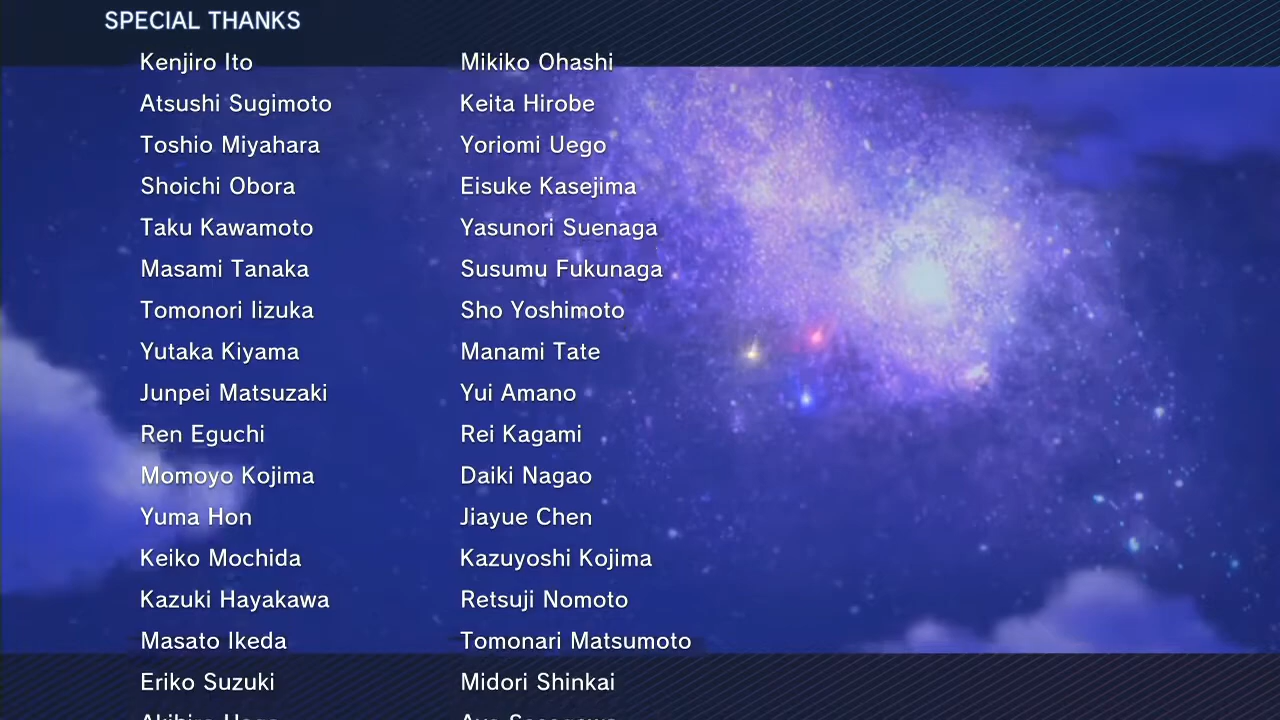 SPECIAL THANKS
Kenjiro Ito Mikiko Ohashi
Atsushi Sugimoto Keita Hirobe
Toshio Miyahara Yoriomi Uego
Shoichi Obora Eisuke Kasejima
Taku Kawamoto Yasunori Suenaga
Masami Tanaka Susumu Fukunaga
Tomonori Iizuka Sho Yoshimoto
Yutaka Kiyama Manami Tate
Junpei Matsuzaki Yui Amano
Ren Eguchi Rei Kagami
Momoyo Kojima Daiki Nagao
Yuma Hon Jiayue Chen
Keiko Mochida Kazuyoshi Kojima
Kazuki Hayakawa Retsuji Nomoto
Masato Ikeda Tomonari Matsumoto
Eriko Suzuki Midori Shinkai